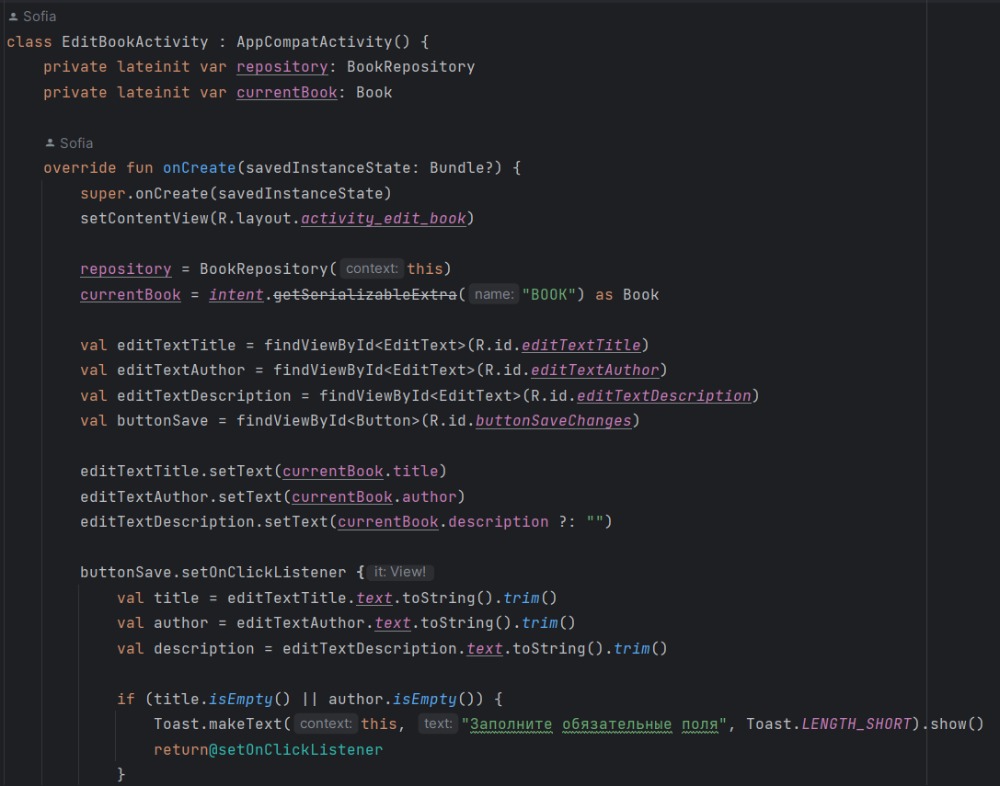 Sofia
class EditBookActivity : AppCompatActivity() {
private lateinit var repository: BookRepository
private lateinit var currentBook: Book
Sofia
override fun onCreate(savedInstanceState: Bundle?) {
super.onCreate(savedInstanceState)
setContentView(R.layout.activity_edit_book)
repository = BookRepository( context: this)
currentBook = intent.getSerializableExtra( name: "BOOK") as Book
val editTextTitle = findViewById<EditText>(R.id.editTextTitle)
val editTextAuthor = findViewById<EditText>(R.id.editTextAuthor)
val editTextDescription = findViewById<EditText>(R.id.editTextDescription)
val buttonSave = findViewById<Button>(R.id.buttonSaveChanges)
editTextTitle.setText(currentBook.title)
editTextAuthor.setText(currentBook.author)
editTextDescription.setText(currentBook.description ?: "")
buttonSave.setOnClickListener { it: View!
val title = editTextTitle.text.toString().trim()
val author = editTextAuthor.text.toString().trim()
val description = editTextDescription.text.toString().trim()
if (title.isEmpty() || author.isEmpty()) {
Toast.makeText( context: this, text: "Заполните обязательные поля", Toast.LENGTH_SHORT).show()
return@setOnClickListener
}